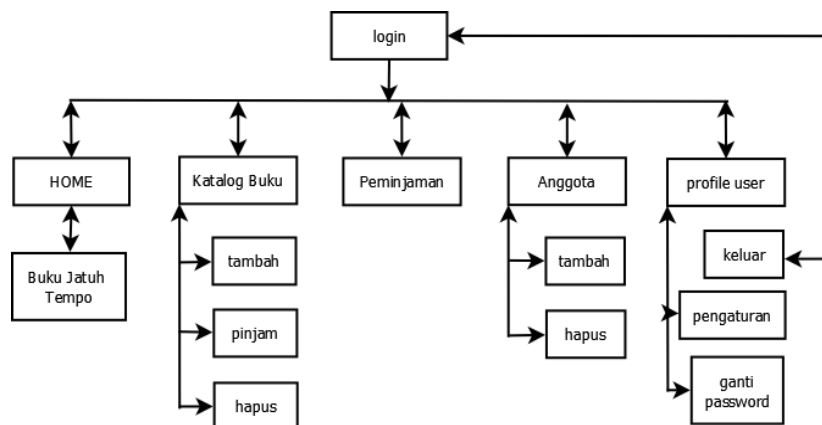 login
HOME
Katalog Buku
Peminjaman
Anggota
profile user
Buku Jatuh
Tempo
tambah
pinjam
hapus
tambah
hapus
keluar
pengaturan
ganti
password